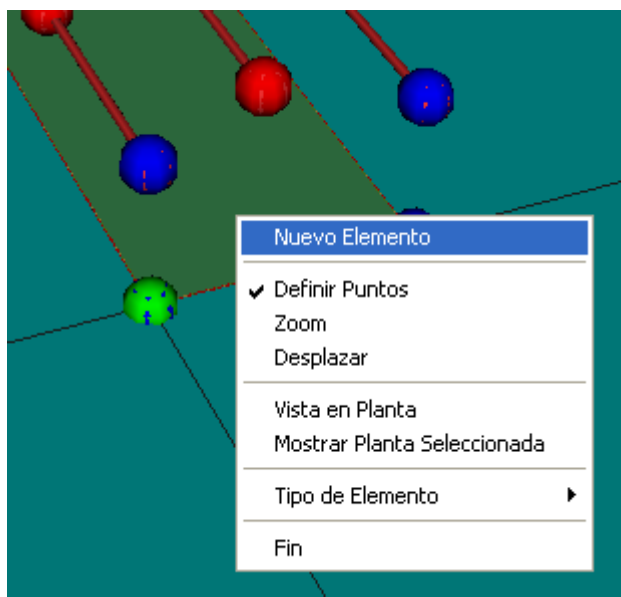 Nuevo Elemento
Definir Puntos
Zoom
Desplazar
Vista en Planta
Mostrar Planta Seleccionada
Tipo de Elemento
Fin